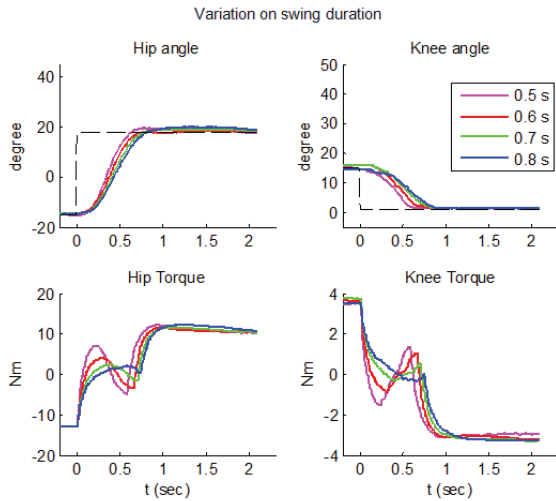 Variation on swing duration
Hip angle
Knee angle
degree
40
20
0
-20
0
0.5
1
1.5
2
degree
50
40
30
20
10
0
0
0.5
1
1.5
2
0.5 s
0.6 s
0.7 s
0.8 s
Hip Torque
Knee Torque
Nm
20
10
0
-10
-20
0
0.5
1
1.5
2
t (sec)
Nm
4
2
0
-2
-4
0
0.5
1
1.5
2
t (sec)